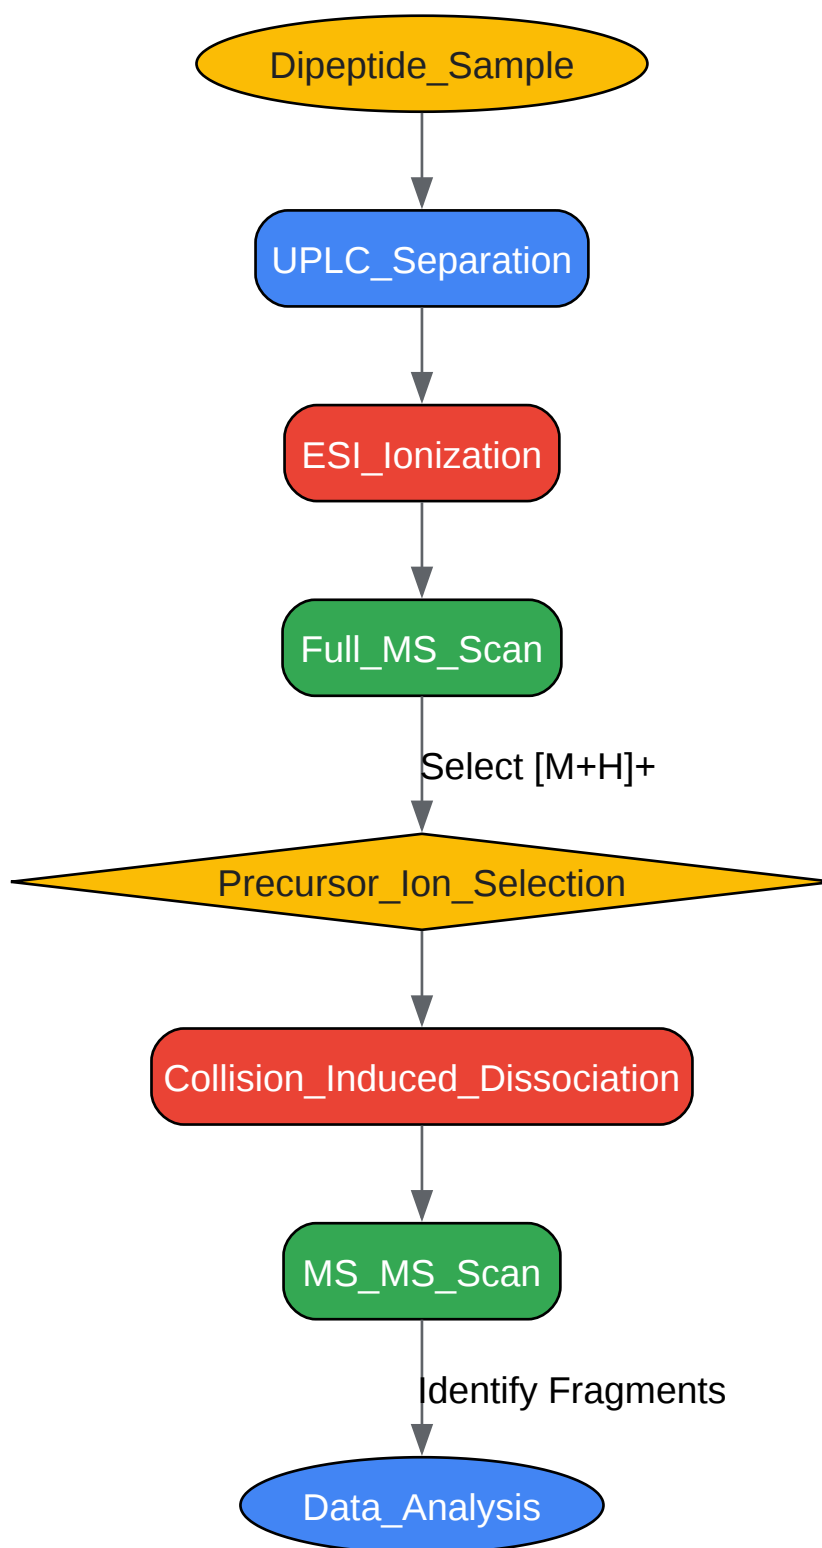 Dipeptide_Sample
UPLC_Separation
ESI_Ionization
Full_MS_Scan
Select [M+H]+
Precursor_Ion_Selection
Collision_Induced_Dissociation
MS_MS_Scan
Identify Fragments
Data_Analysis